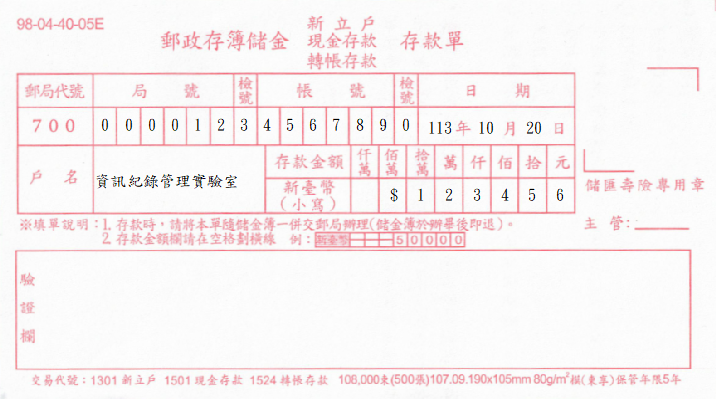 98-04-40-05E
郵政存簿儲金 新立戶 現金存款 轉帳存款 存款單
郵局代號 局號 檢號 帳號 檢號 日期
700 0 0 0 0 1 2 3 4 5 6 7 8 9 0 113年10月20日
戶名 資訊紀錄管理實驗室 存款金額 仟萬 佰萬 拾萬 萬 仟 佰 拾 元
新臺幣(小寫) $ 1 2 3 4 5 6
儲匯壽險專用章
主管:
※填單說明:1. 存款時,請將本單隨儲金簿一併交郵局辦理(儲金簿於辦畢後即退)。
2. 存款金額欄請在空格劃橫線 例: 新臺幣 50000
驗證欄
交易代號:1301 新立戶 1501 現金存款 1524 轉帳存款 108,000束(500張)107.09.190x105mm 80g/m²模(東亨)保管年限5年